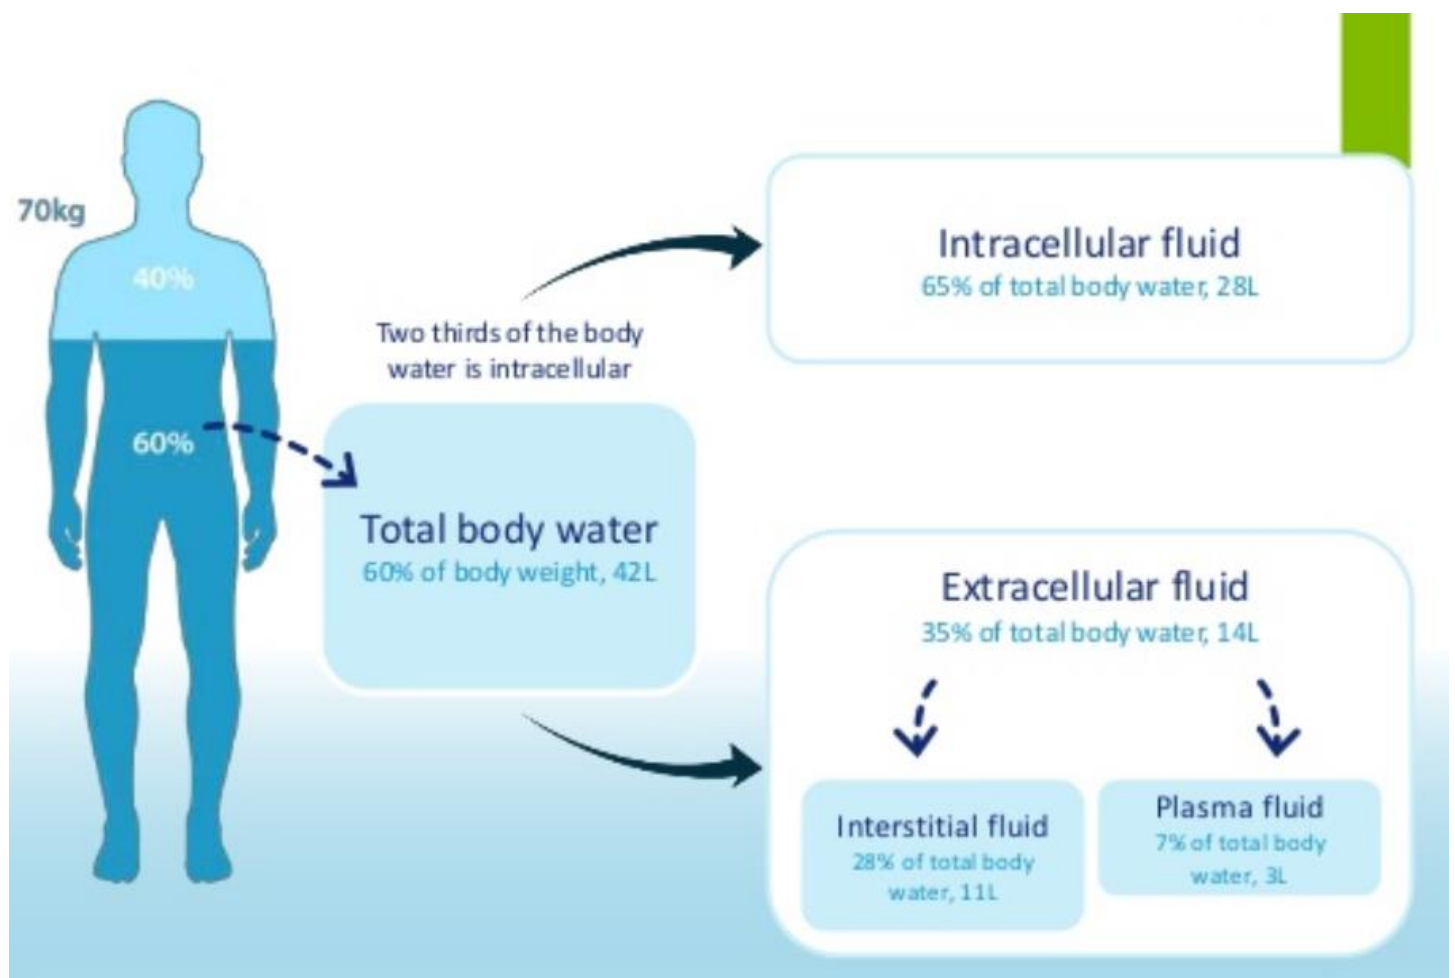 70kg
40%
60%
Two thirds of the body
water is intracellular
Total body water
60% of body weight, 42L
Intracellular fluid
65% of total body water, 28L
Extracellular fluid
35% of total body water, 14L
Interstitial fluid
28% of total body
water, 11L
Plasma fluid
7% of total body
water, 3L